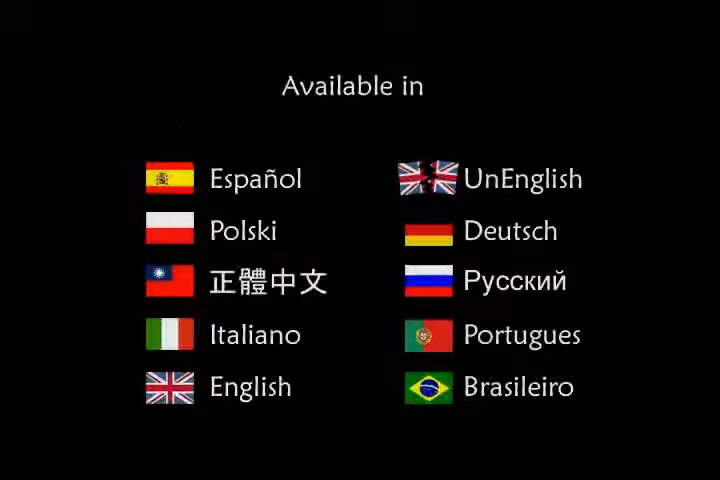 Available in
Español
UnEnglish
Polski
Deutsch
正體中文
Русский
Italiano
Portugues
English
Brasileiro